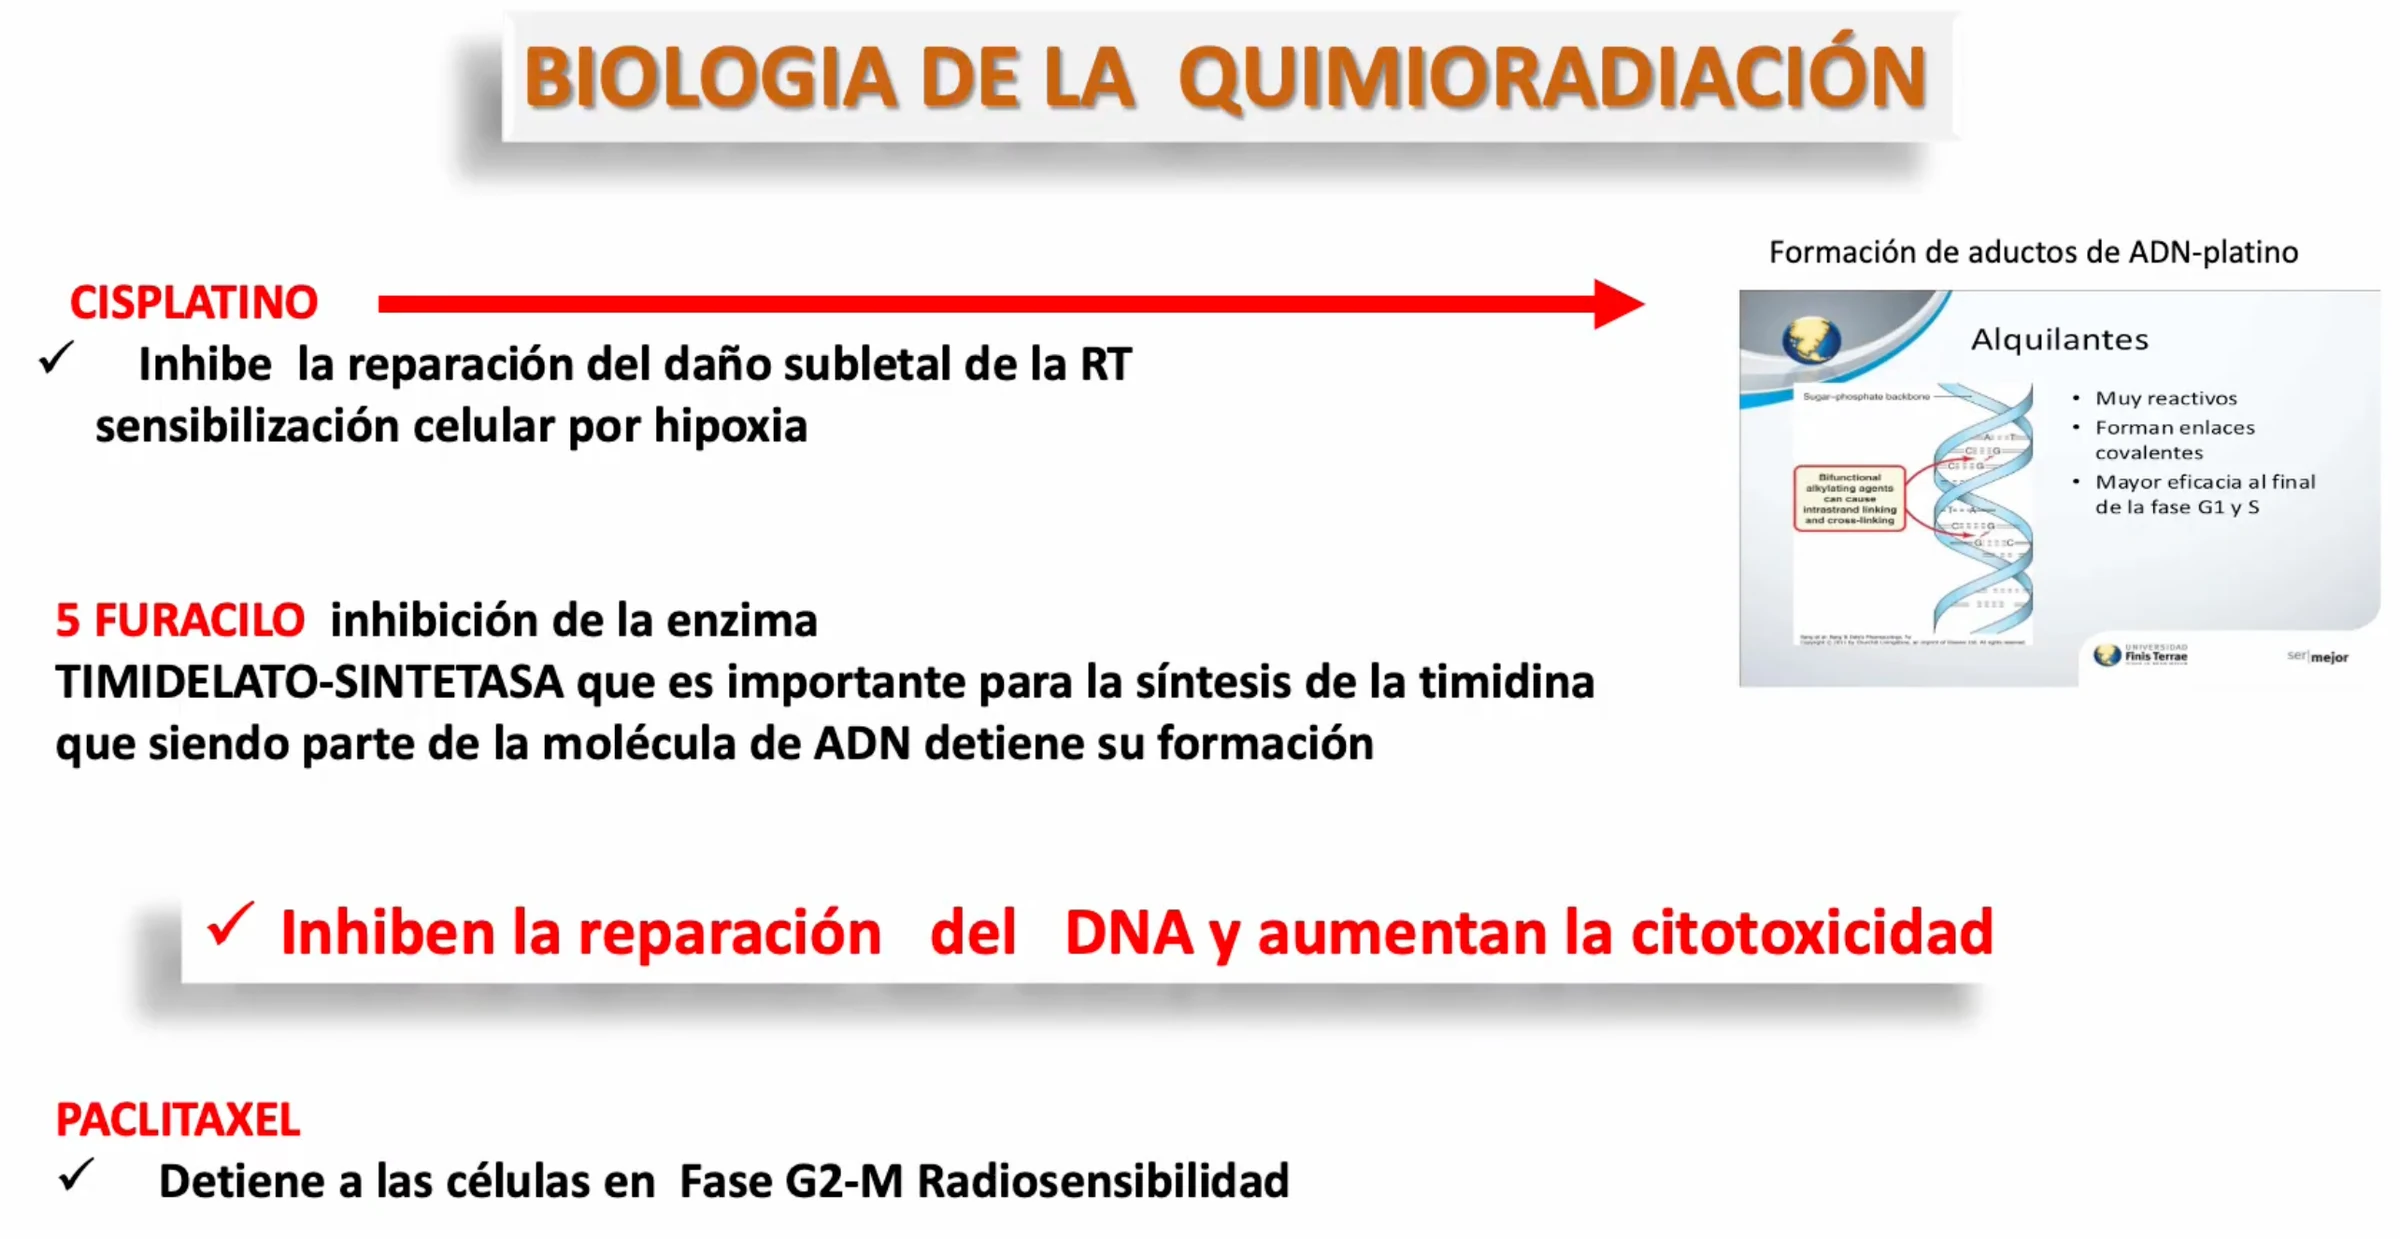 BIOLOGIA DE LA QUIMIORADIACIÓN
Formación de aductos de ADN-platino
CISPLATINO
✓ Inhibe la reparación del daño subletal de la RT
sensibilización celular por hipoxia
Alquilantes
Sugar-phosphate backbone
• Muy reactivos
• Forman enlaces
covalentes
• Mayor eficacia al final
de la fase G1 y S
Bifunctional
alkylating agents
can cause
intrastrand linking
and cross-linking
UNIVERSIDAD
Finis Terrae
ser mejor
5 FURACILO inhibición de la enzima
TIMIDELATO-SINTETASA que es importante para la síntesis de la timidina
que siendo parte de la molécula de ADN detiene su formación
✓ Inhiben la reparación del DNA y aumentan la citotoxicidad
PACLITAXEL
✓ Detiene a las células en Fase G2-M Radiosensibilidad